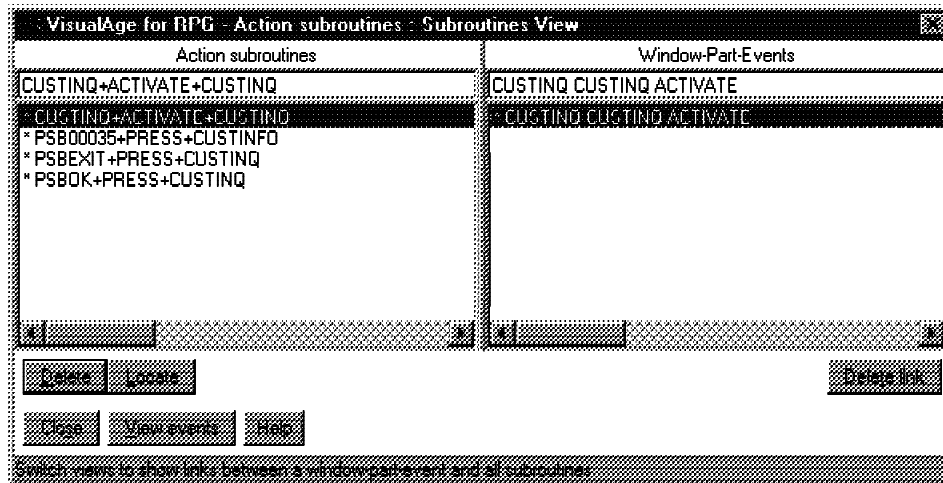 VisualAge for RPG - Action subroutines : Subroutines View
Action subroutines
Window-Part-Events
CUSTINQ+ACTIVATE+CUSTINQ
CUSTINQ CUSTINQ ACTIVATE
* CUSTINQ+ACTIVATE+CUSTINQ
* CUSTINQ CUSTINQ ACTIVATE
* PSB00035+PRESS+CUSTINFO
* PSBEXIT+PRESS+CUSTINQ
* PSBOK+PRESS+CUSTINQ
Delete
Locate
Delete link
Close
View events
Help
Switch views to show links between a window-part-event and all subroutines